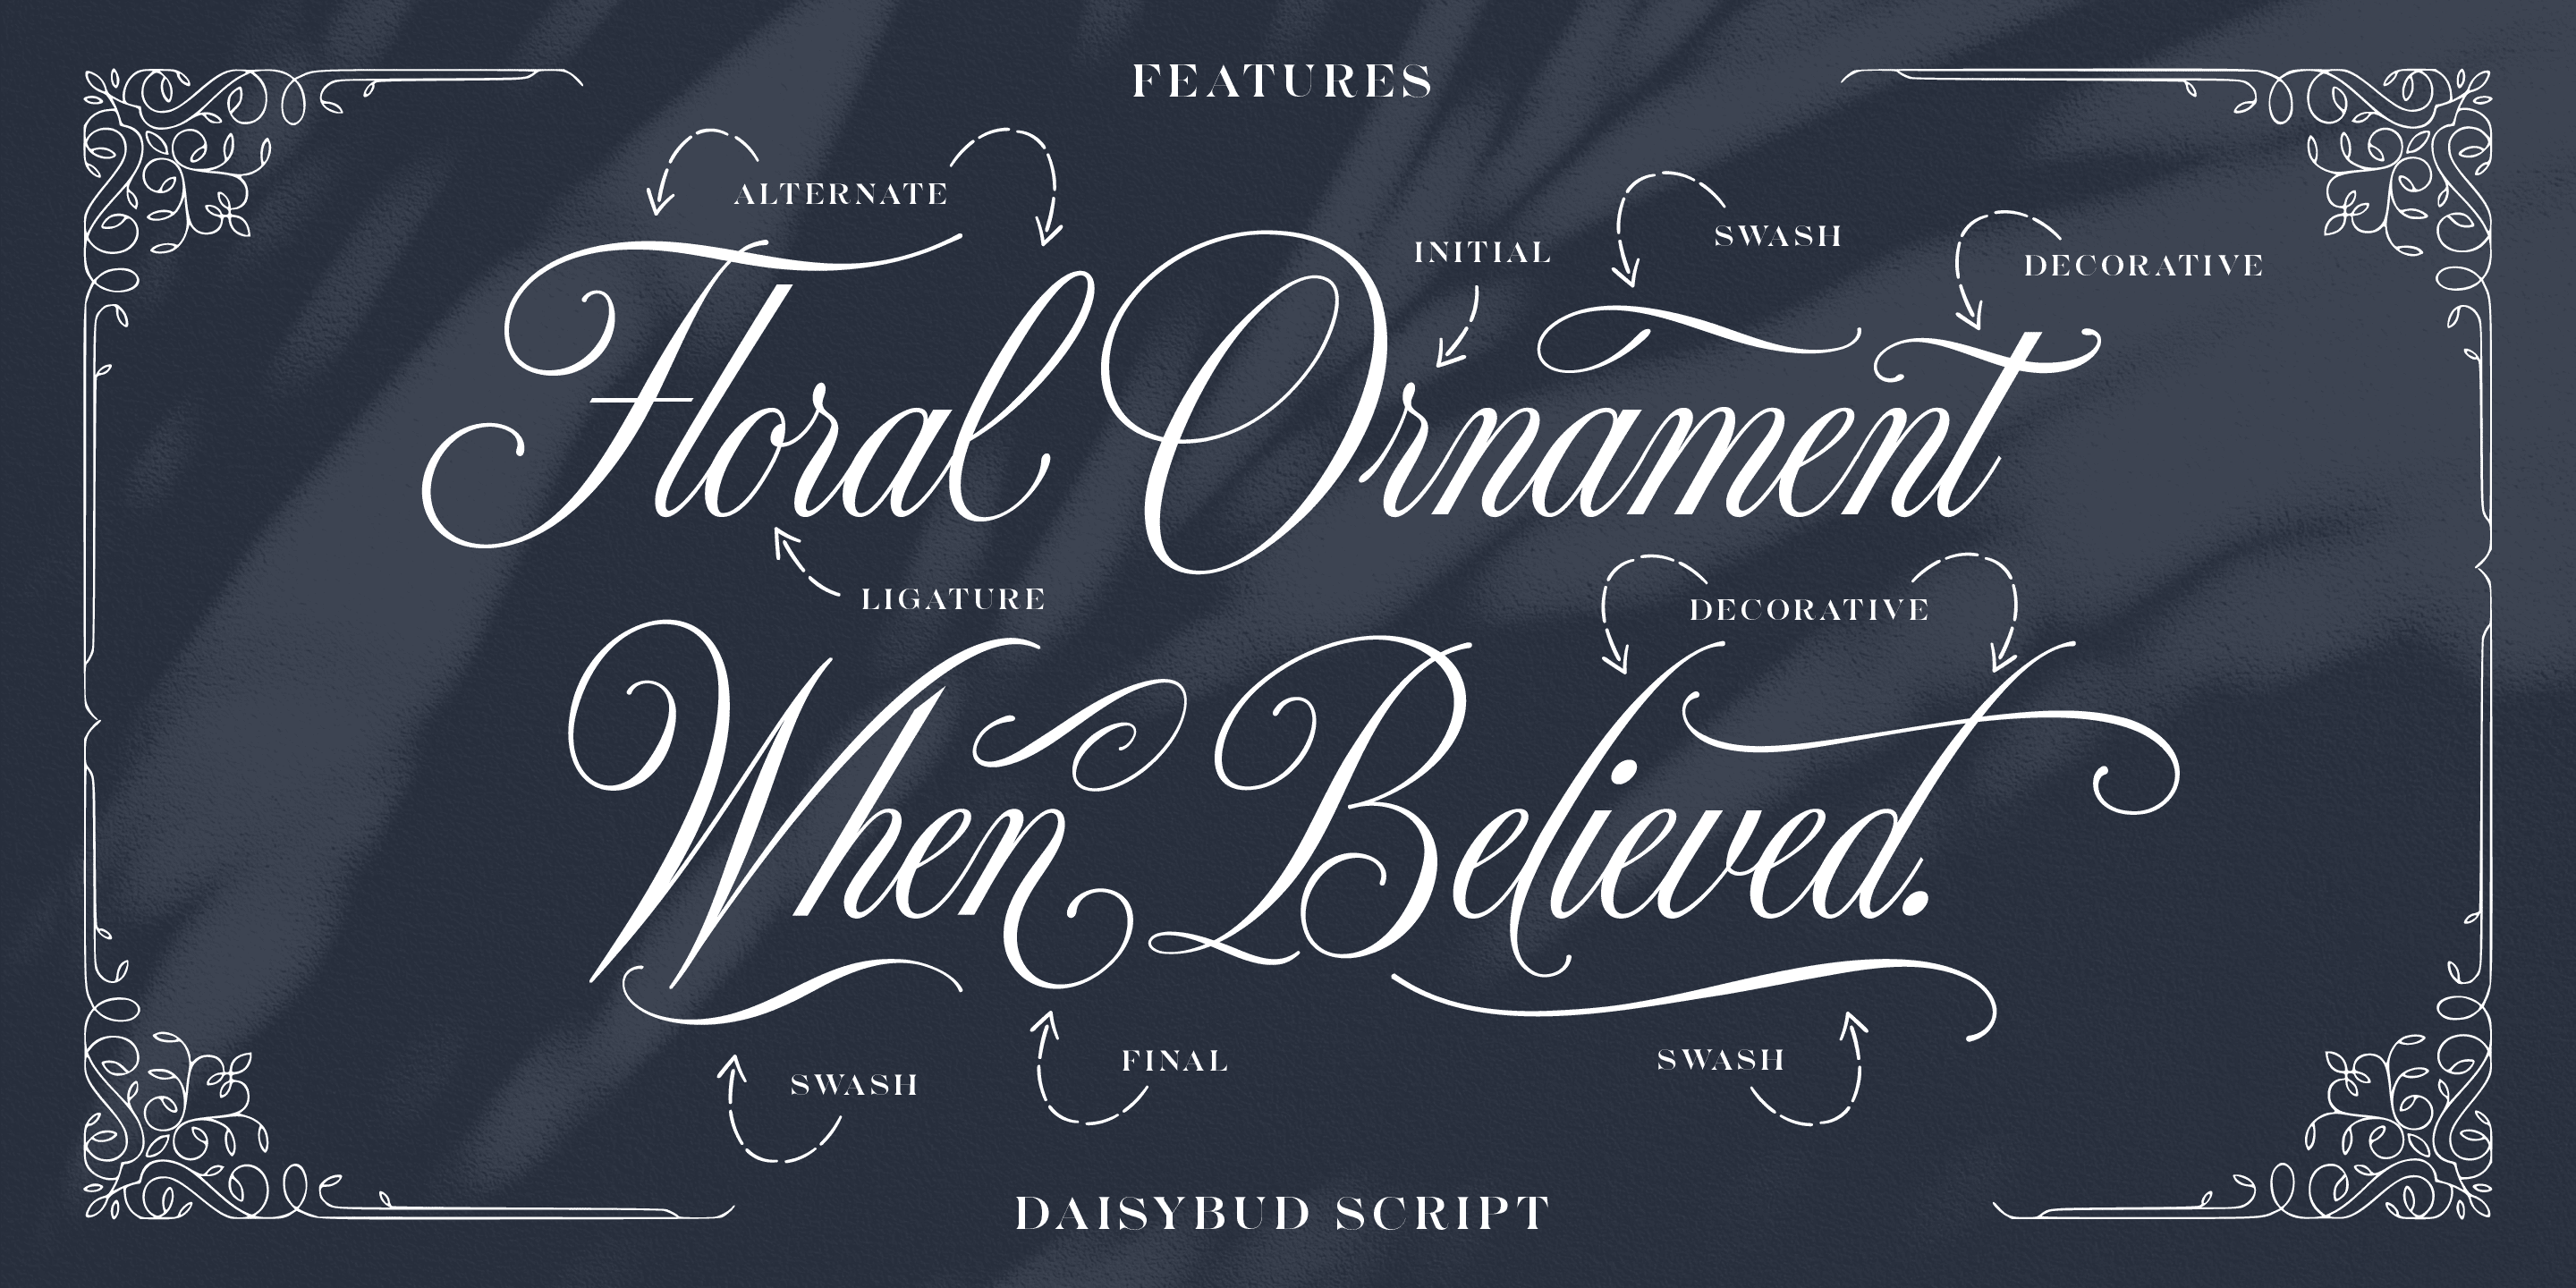 FEATURES
ALTERNATE
INITIAL
SWASH
DECORATIVE
Floral Ornament
LIGATURE
DECORATIVE
When Believed.
SWASH
FINAL
SWASH
DAISYBUD SCRIPT